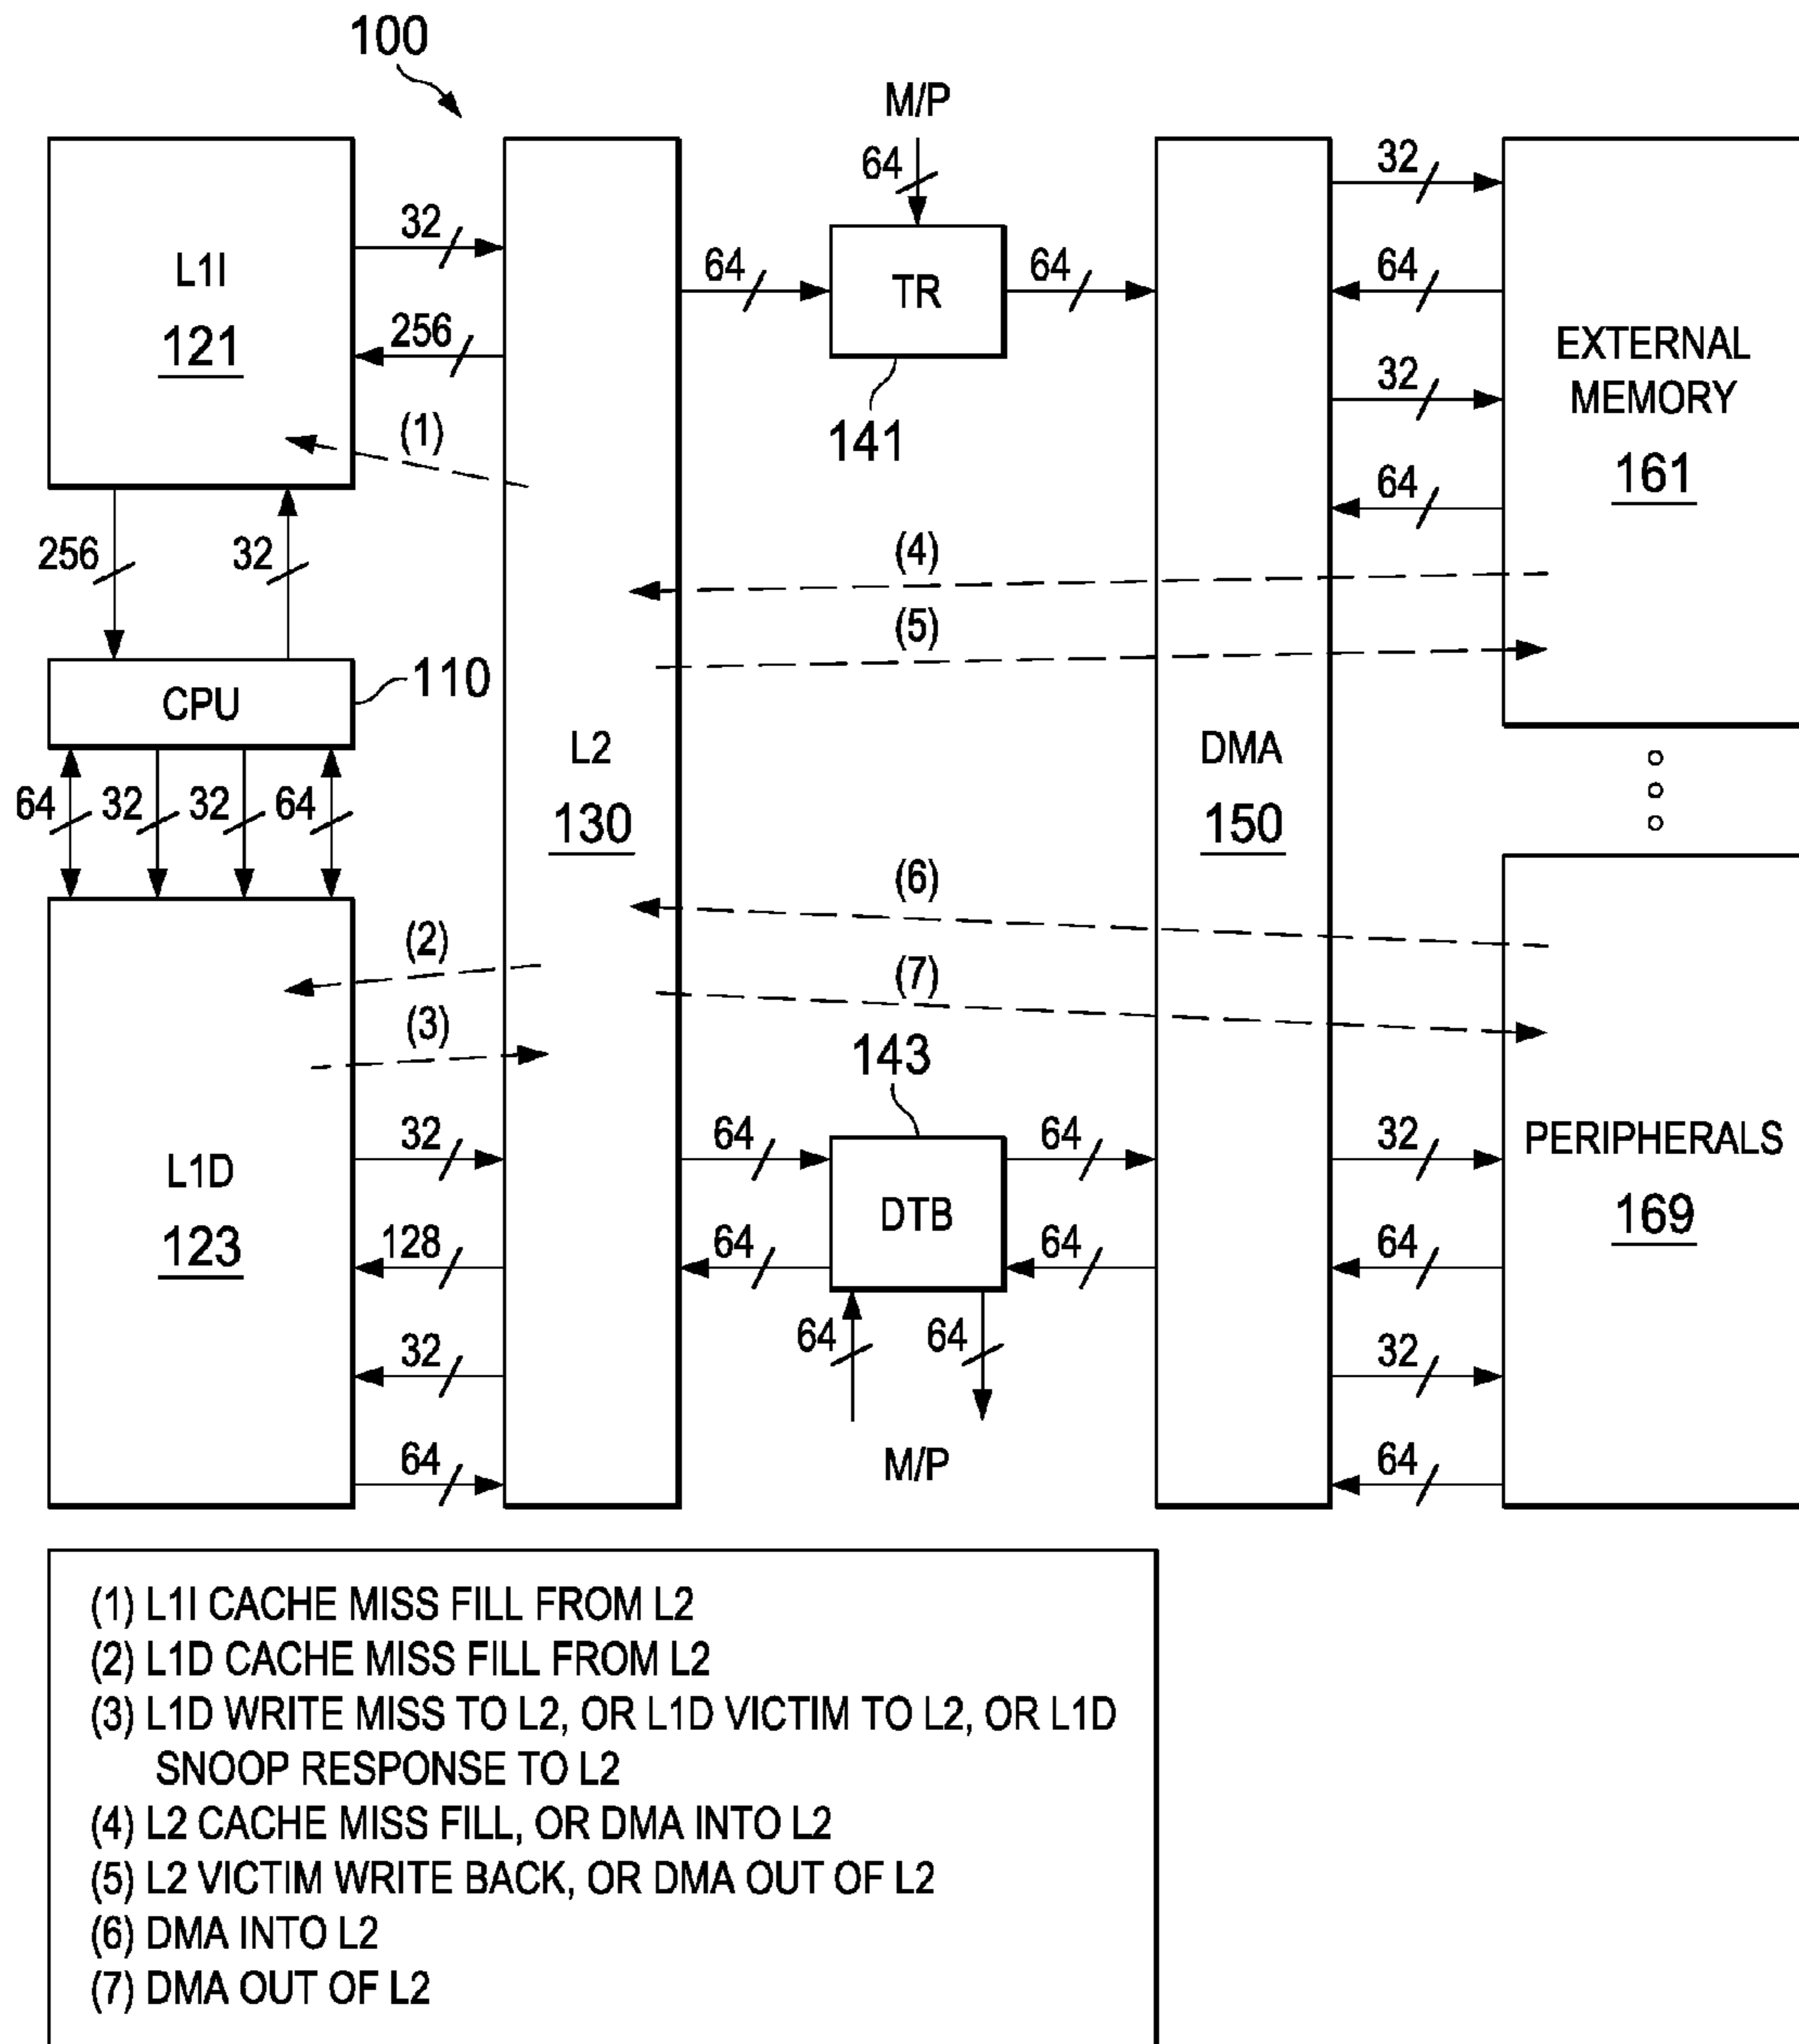 100
M/P
64
32
32
64
64
64
L1I
TR
256
121
EXTERNAL
MEMORY
32
(1)
141
161
64
256
32
(4)
(5)
110
CPU
L2
DMA
64
32
32
64
130
150
(6)
(2)
(7)
(3)
143
32
64
64
32
PERIPHERALS
L1D
DTB
123
169
128
64
64
64
64
64
32
32
M/P
64
64
(1) L1I CACHE MISS FILL FROM L2
(2) L1D CACHE MISS FILL FROM L2
(3) L1D WRITE MISS TO L2, OR L1D VICTIM TO L2, OR L1D
SNOOP RESPONSE TO L2
(4) L2 CACHE MISS FILL, OR DMA INTO L2
(5) L2 VICTIM WRITE BACK, OR DMA OUT OF L2
(6) DMA INTO L2
(7) DMA OUT OF L2